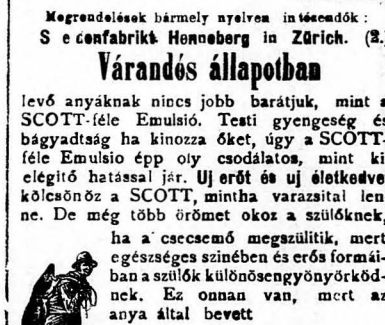 Megrendelések bármely nyelven intézendők:
Seidenfabrikt. Henneberg in Zürich. (2.
Várandós állapotban
levő anyáknak nincs jobb barátjuk, mint a
SCOTT-féle Emulsió. Testi gyengeség és
bágyadtság ha kinozza őket, úgy a SCOTT-
féle Emulsio épp oly csodálatos, mint ki
elégitő hatással jár. Uj erőt és uj életkedve
kölcsönöz a SCOTT, mintha varazsital len
ne. De még több örömet okoz a szülőknek,
ha a csecsemő megszülitik, mert
egészséges szinében és erős formái-
ban a szülők különösengyönyörköd-
nek. Ez onnan van, mert az
anya által bevett